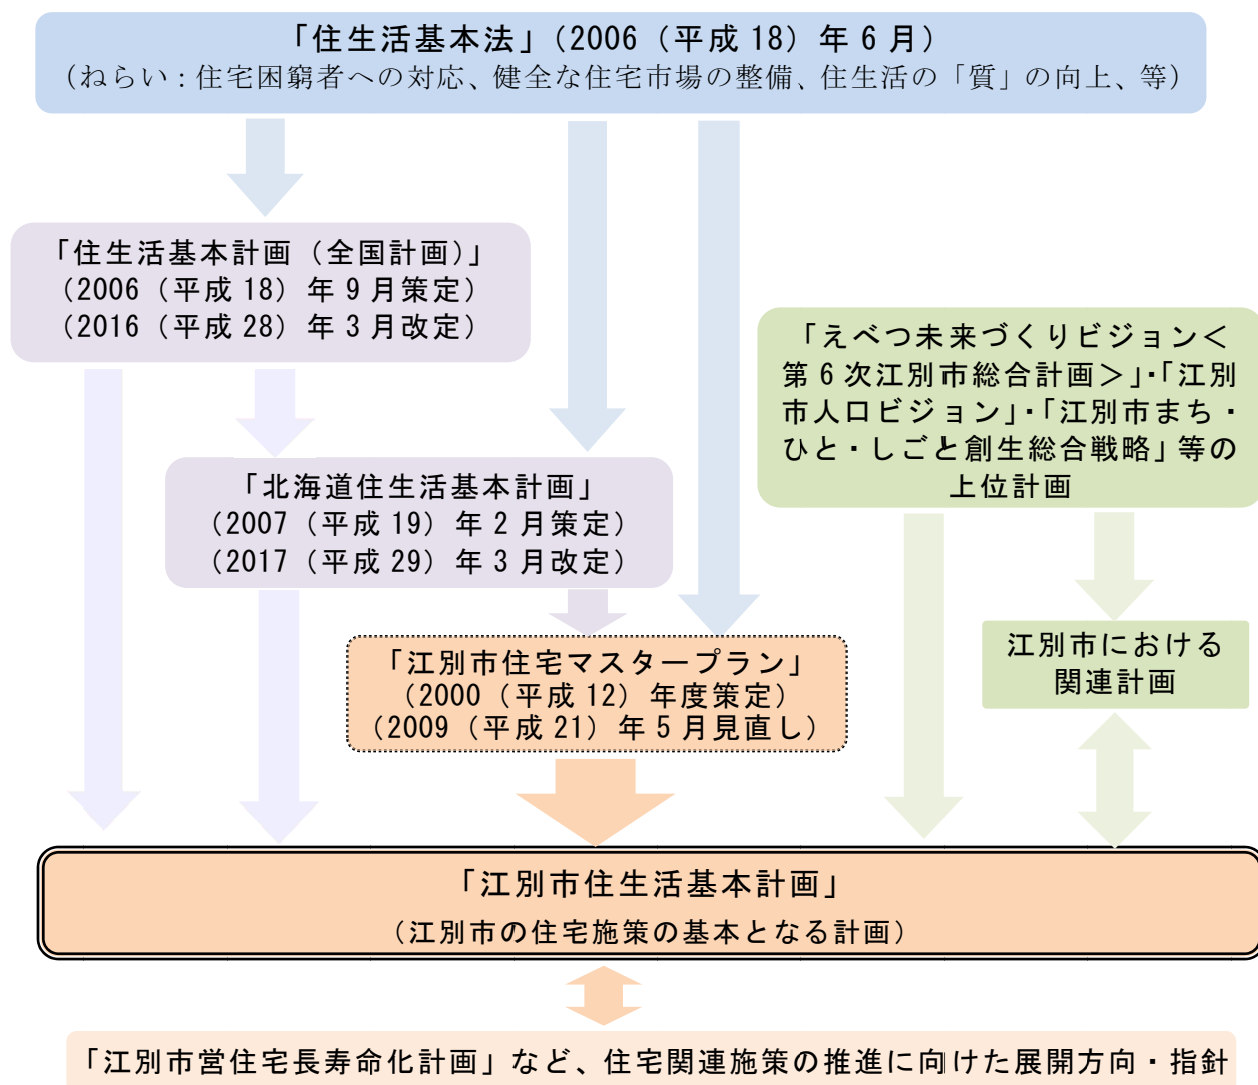 「住生活基本法」（2006（平成 18）年 6 月）
（ねらい：住宅困窮者への対応、健全な住宅市場の整備、住生活の「質」の向上、等）
「住生活基本計画（全国計画）」
（2006（平成 18）年 9 月策定）
（2016（平成 28）年 3 月改定）
「えべつ未来づくりビジョン＜
第 6 次江別市総合計画＞」・「江別
市人口ビジョン」・「江別市まち・
ひと・しごと創生総合戦略」等の
上位計画
「北海道住生活基本計画」
（2007（平成 19）年 2 月策定）
（2017（平成 29）年 3 月改定）
江別市における
関連計画
「江別市住宅マスタープラン」
（2000（平成 12）年度策定）
（2009（平成 21）年 5 月見直し）
「江別市住生活基本計画」
（江別市の住宅施策の基本となる計画）
「江別市営住宅長寿命化計画」など、住宅関連施策の推進に向けた展開方向・指針